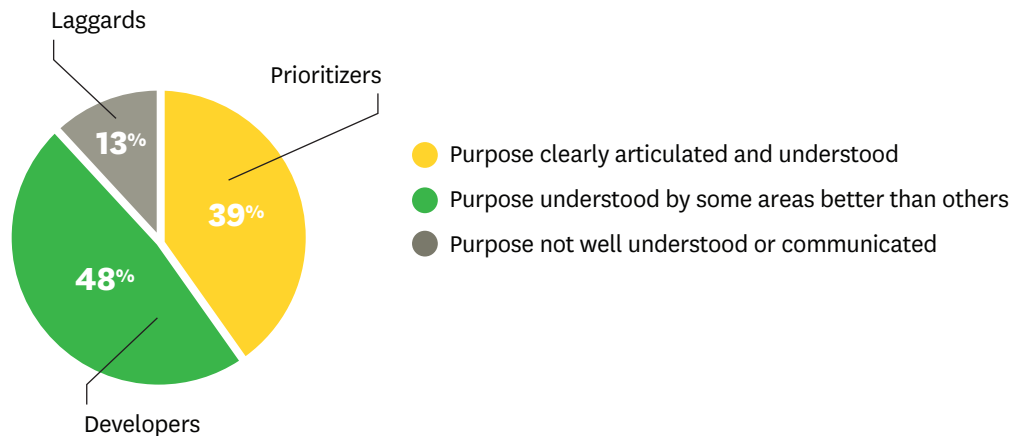 Laggards
Prioritizers
13%
39%
48%
Developers
Purpose clearly articulated and understood
Purpose understood by some areas better than others
Purpose not well understood or communicated